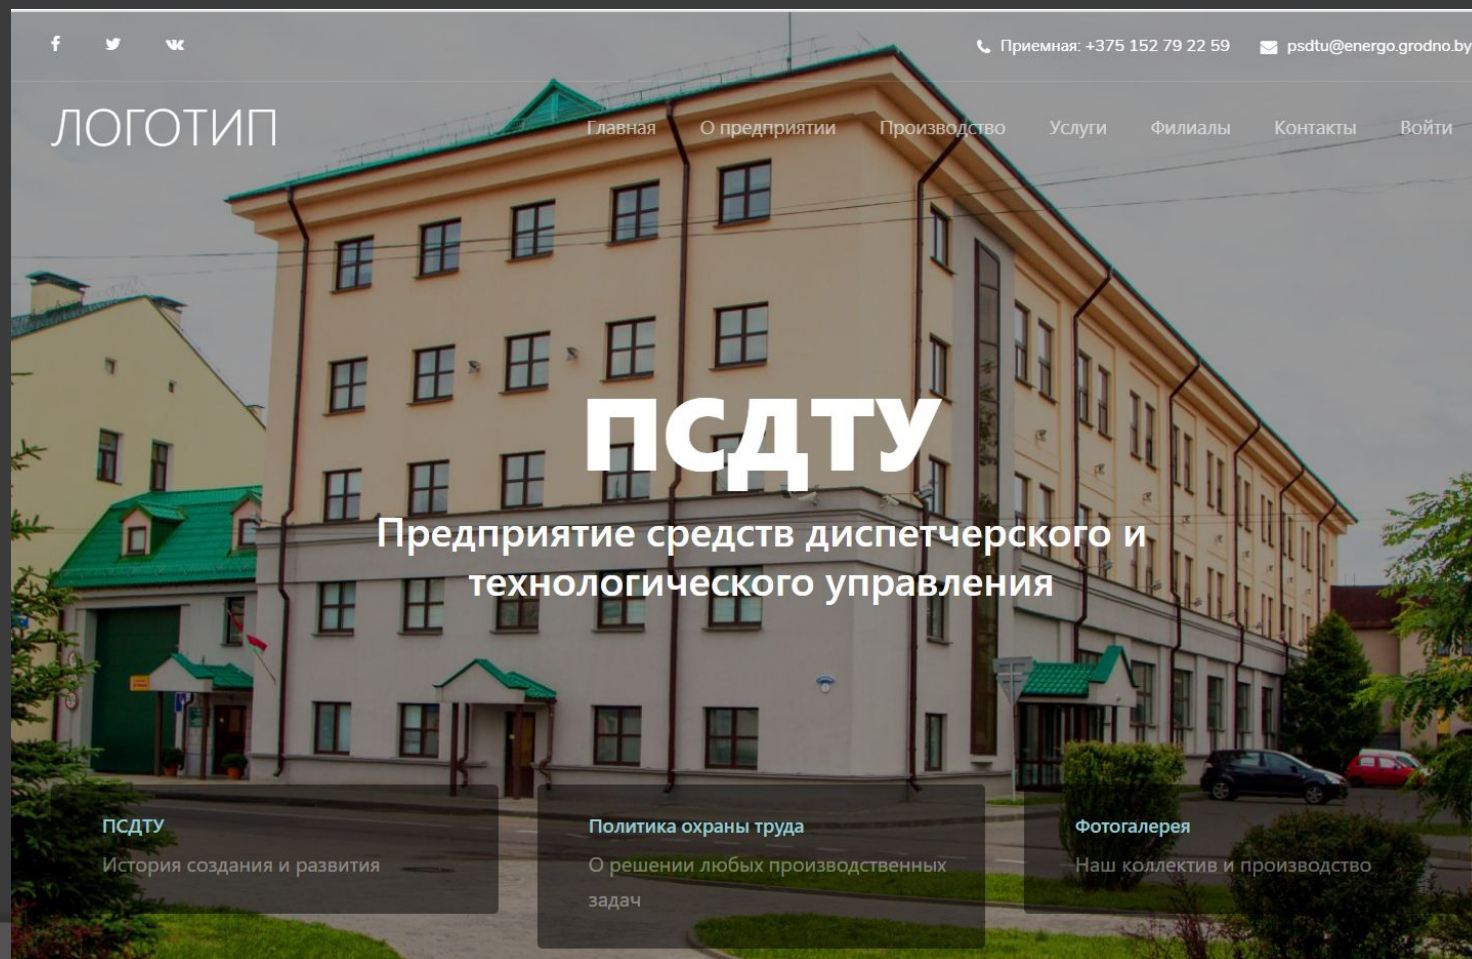 Приемная: +375 152 79 22 59
psdtu@energo.grodno.by
ЛОГОТИП
Главная
О предприятии
Производство
Услуги
Филиалы
Контакты
Войти
ПСДТУ
Предприятие средств диспетчерского и
технологического управления
ПСДТУ
История создания и развития
Политика охраны труда
О решении любых производственных
задач
Фотогалерея
Наш коллектив и производство